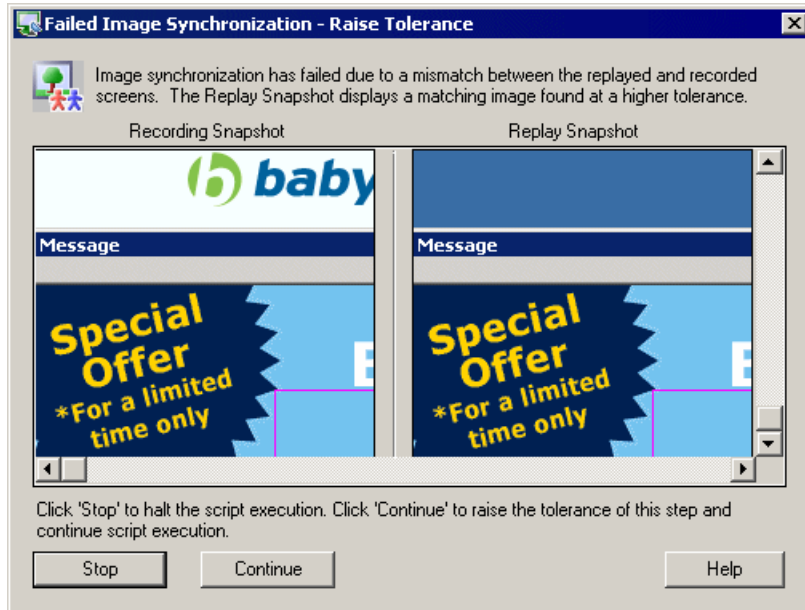 Failed Image Synchronization - Raise Tolerance
Image synchronization has failed due to a mismatch between the replayed and recorded
screens. The Replay Snapshot displays a matching image found at a higher tolerance.
Recording Snapshot
Replay Snapshot
baby
Message
Message
Special
Offer
*For a limited
time only
E
Special
Offer
*For a limited
time only
E
Click 'Stop' to halt the script execution. Click 'Continue' to raise the tolerance of this step and
continue script execution.
Stop
Continue
Help